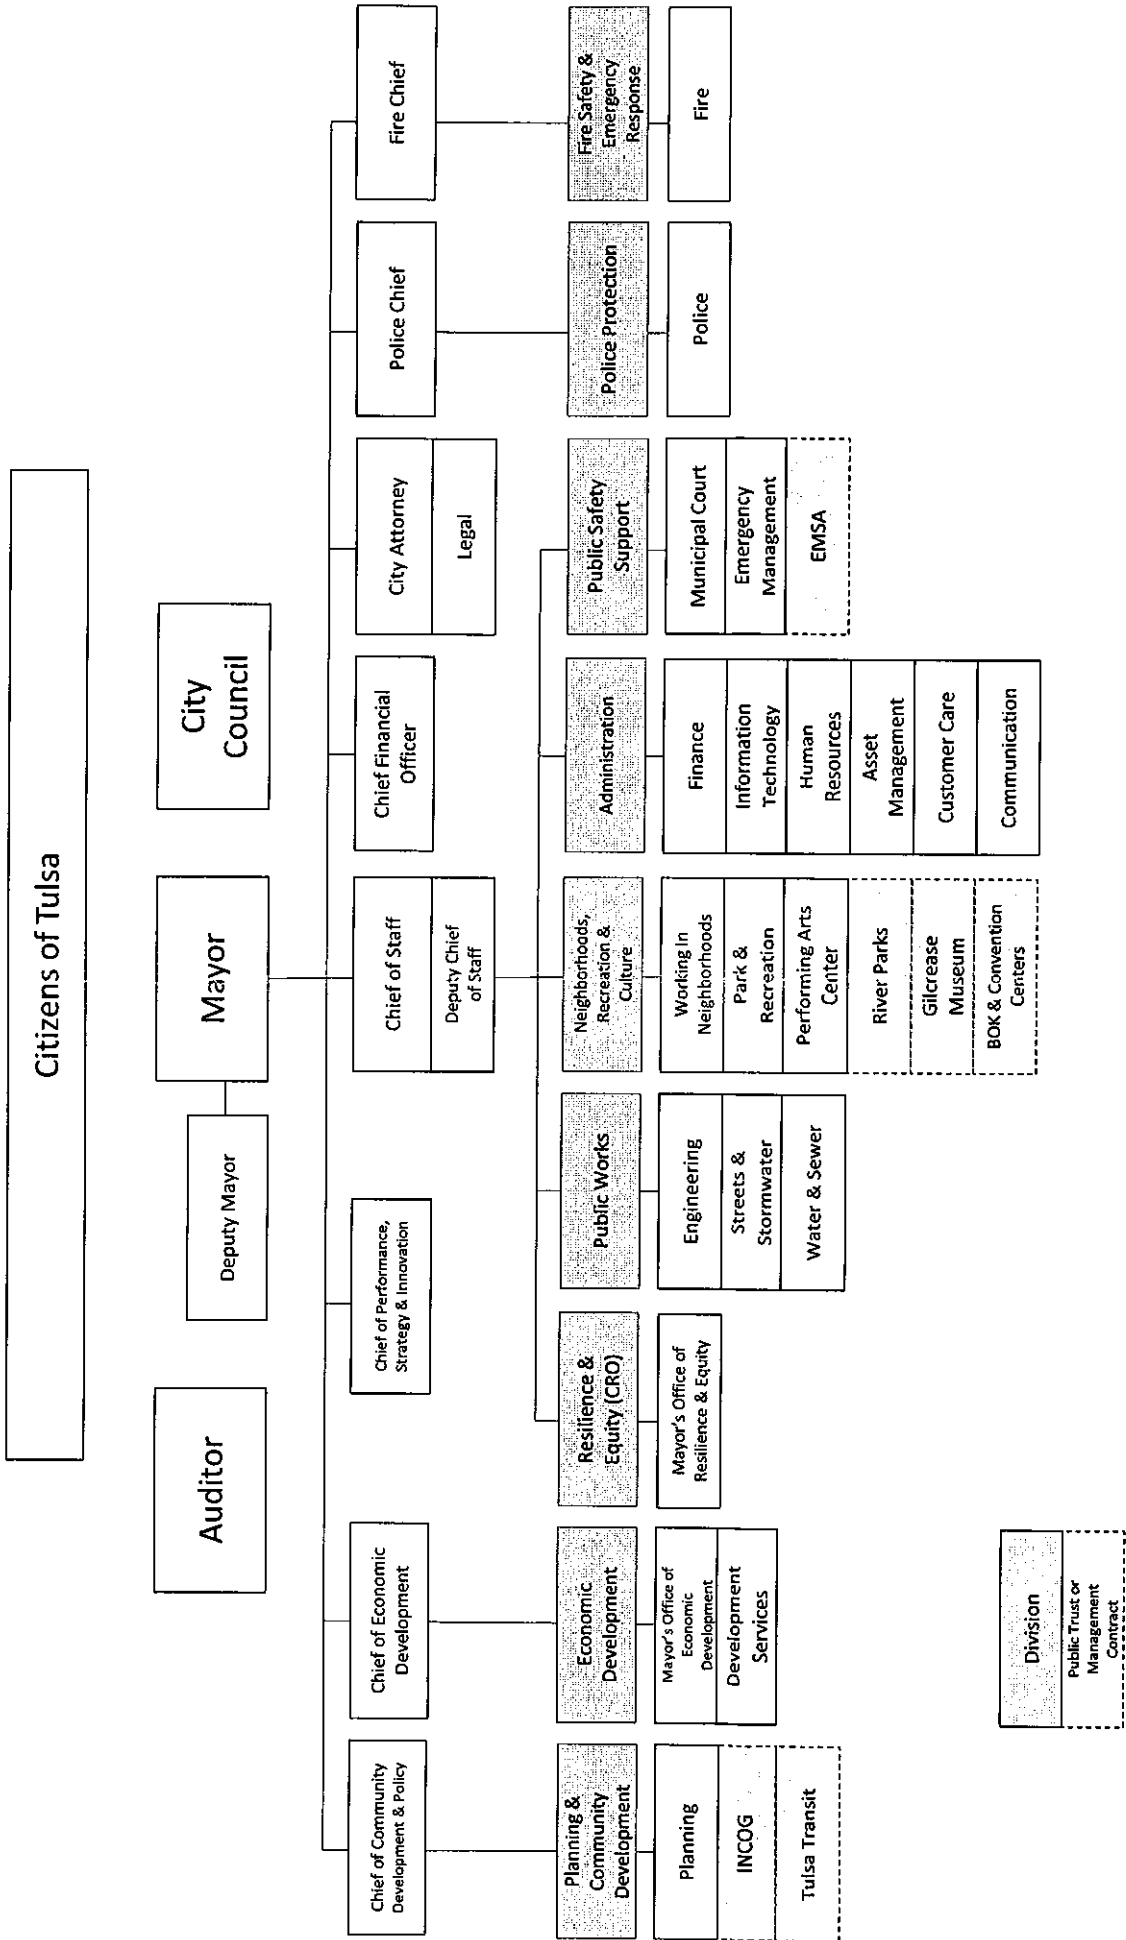 Citizens of Tulsa
Auditor
Deputy Mayor
Mayor
City
Council
Chief of Community
Development & Policy
Chief of Economic
Development
Chief of Performance,
Strategy & Innovation
Chief of Staff
Deputy Chief
of Staff
Chief Financial
Officer
City Attorney
Legal
Police Chief
Fire Chief
Planning &
Community
Development
Planning
INCOG
Tulsa Transit
Economic
Development
Mayor's Office of
Economic
Development
Development
Services
Resilience &
Equity (CRO)
Mayor's Office of
Resilience & Equity
Public Works
Engineering
Streets &
Stormwater
Water & Sewer
Neighborhoods,
Recreation &
Culture
Working In
Neighborhoods
Park &
Recreation
Performing Arts
Center
River Parks
Gilcrease
Museum
BOK & Convention
Centers
Administration
Finance
Information
Technology
Human
Resources
Asset
Management
Customer Care
Communication
Public Safety
Support
Municipal Court
Emergency
Management
EMSA
Police Protection
Police
Fire Safety &
Emergency
Response
Fire
Division
Public Trust or
Management
Contract